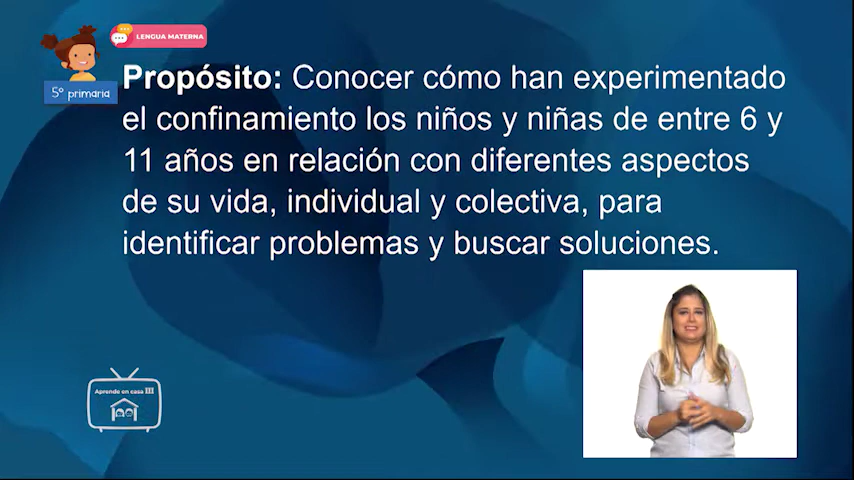 LENGUA MATERNA
5° primaria
Propósito: Conocer cómo han experimentado
el confinamiento los niños y niñas de entre 6 y
11 años en relación con diferentes aspectos
de su vida, individual y colectiva, para
identificar problemas y buscar soluciones.
Aprende en casa III